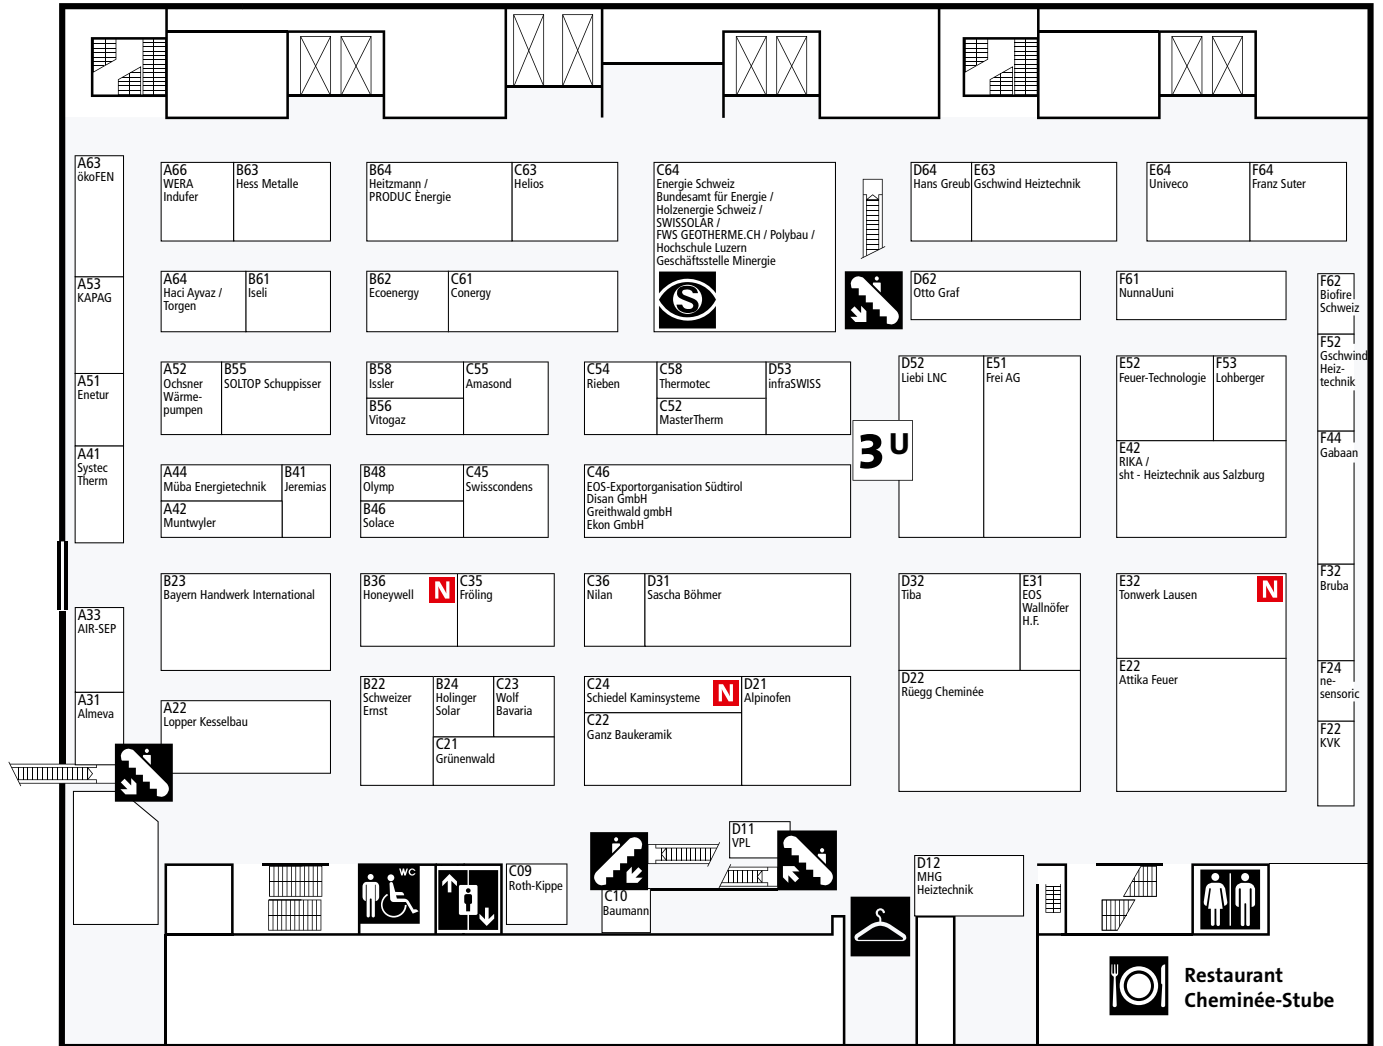 A63
ökoFEN
A66
WERA
Indufer
B63
Hess Metalle
B64
Heitzmann /
PRODUC Energie
C63
Helios
C64
Energie Schweiz
Bundesamt für Energie /
Holzenergie Schweiz /
SWISSOLAR /
FWS GEOTHERME.CH / Polybau /
Hochschule Luzern
Geschäftsstelle Minergie
S
D64
Hans Greub
E63
Gschwind Heiztechnik
E64
Univeco
F64
Franz Suter
A53
KAPAG
A64
Haci Ayvaz /
Torgen
B61
Iseli
B62
Ecoenergy
C61
Conergy
D62
Otto Graf
F61
NunnaUuni
F62
Biofire
Schweiz
A51
Enetur
A52
Ochsner
Wärme-
pumpen
B55
SOLTOP Schuppisser
B58
Issler
B56
Vitogaz
C55
Amasond
C54
Rieben
C58
Thermotec
C52
MasterTherm
D53
infraSWISS
D52
Liebi LNC
E51
Frei AG
E52
Feuer-Technologie
F53
Lohberger
F52
Gschwind
Heiz-
technik
3U
A41
Systec
Therm
A44
Müba Energietechnik
A42
Muntwyler
B41
Jeremias
B48
Olymp
B46
Solace
C45
Swisscondens
C46
EOS-Exportorganisation Südtirol
Disan GmbH
Greithwald gmbH
Ekon GmbH
E42
RIKA /
sht - Heiztechnik aus Salzburg
F44
Gabaan
B23
Bayern Handwerk International
B36
Honeywell
N
C35
Fröling
C36
Nilan
D31
Sascha Böhmer
D32
Tiba
E31
EOS
Wallnöfer
H.F.
E32
Tonwerk Lausen
N
F32
Bruba
A33
AIR-SEP
A31
Almeva
A22
Lopper Kesselbau
B22
Schweizer
Ernst
B24
Holinger
Solar
C23
Wolf
Bavaria
C21
Grünenwald
C24
Schiedel Kaminsysteme
N
C22
Ganz Baukeramik
D21
Alpinofen
D22
Rüegg Cheminée
E22
Attika Feuer
F24
ne-
sensoric
F22
KVK
D11
VPL
WC
C09
Roth-Kippe
C10
Baumann
D12
MHG
Heiztechnik
Restaurant
Cheminée-Stube